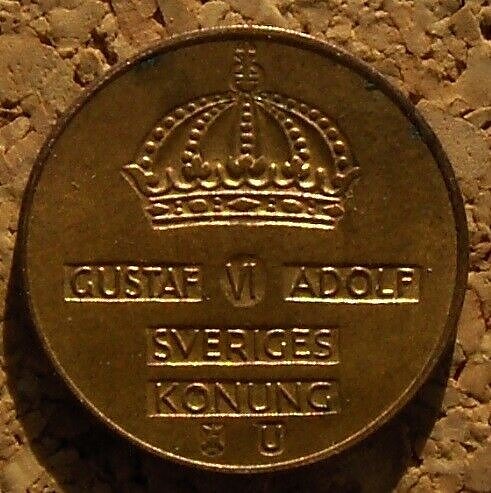 GUSTAF VI ADOLF
SVERIGES
KONUNG
U